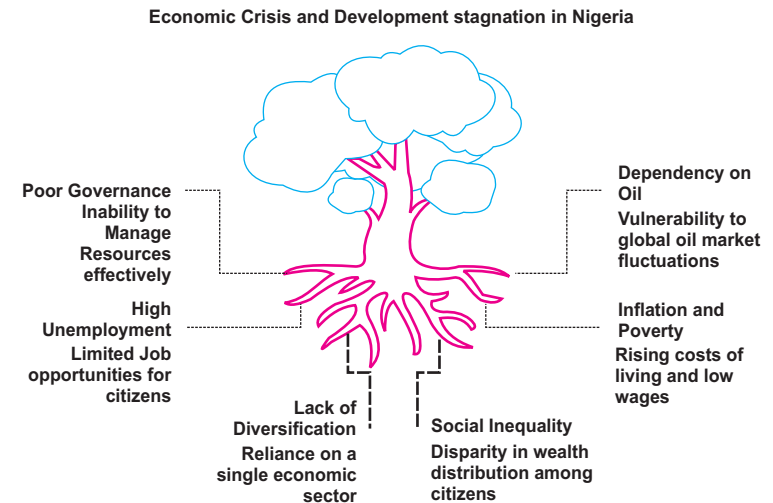 Economic Crisis and Development stagnation in Nigeria
Poor Governance
Inability to
Manage
Resources
effectively
High
Unemployment
Limited Job
opportunities for
citizens
Lack of
Diversification
Reliance on a
single economic
sector
Social Inequality
Disparity in wealth
distribution among
citizens
Dependency on
Oil
Vulnerability to
global oil market
fluctuations
Inflation and
Poverty
Rising costs of
living and low
wages